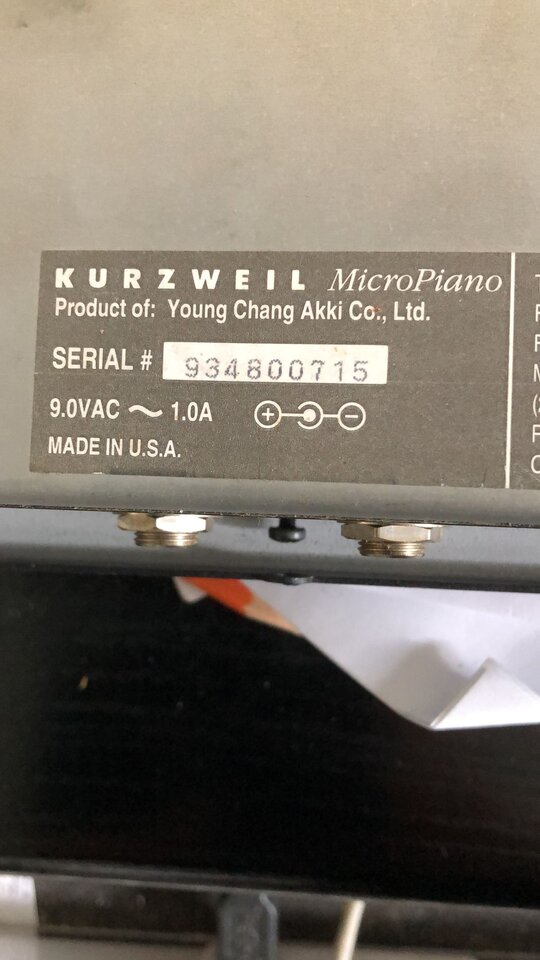 KURZWEIL MicroPiano
Product of: Young Chang Akki Co., Ltd.
SERIAL # 934800715
9.0VAC ~ 1.0A + −
MADE IN U.S.A.